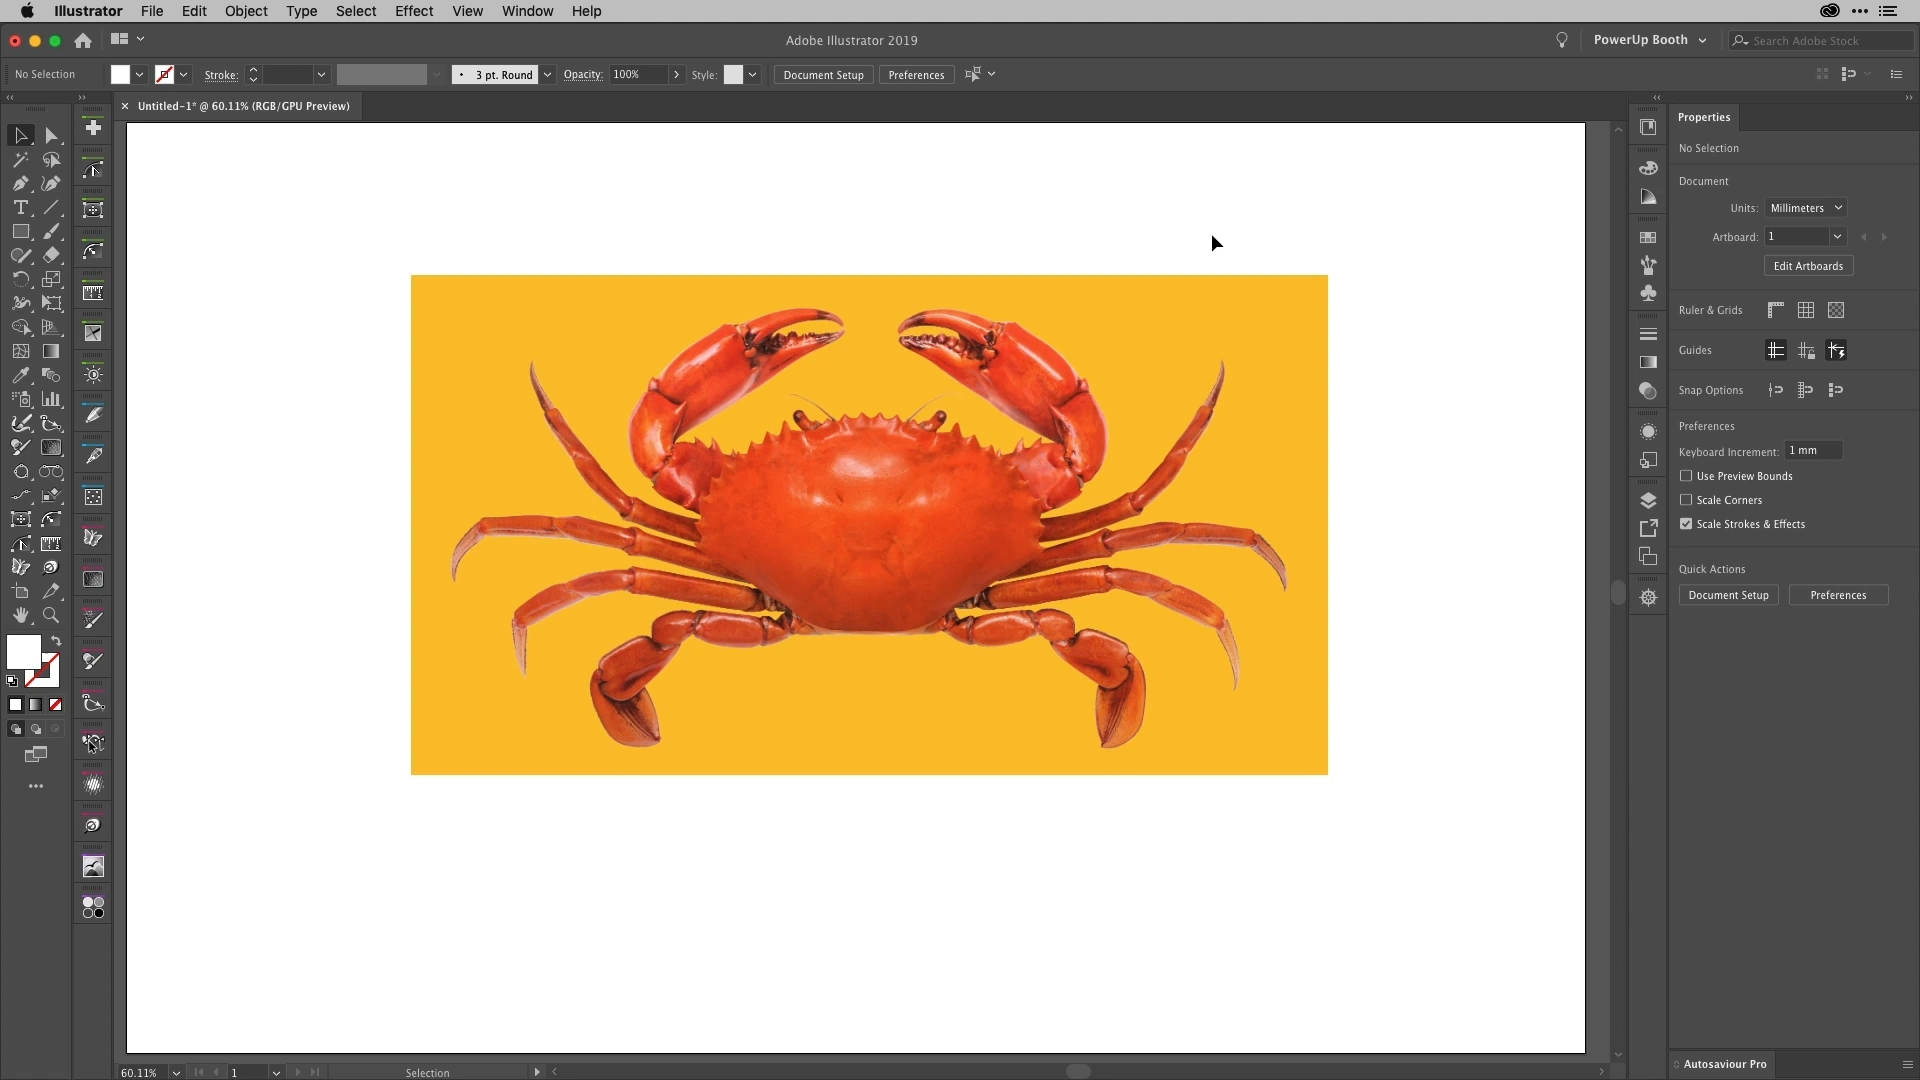 Illustrator File Edit Object Type Select Effect View Window Help
Adobe Illustrator 2019
PowerUp Booth
Search Adobe Stock
No Selection
Stroke:
3 pt. Round
Opacity: 100%
Style:
Document Setup
Preferences
Untitled-1* @ 60.11% (RGB/GPU Preview)
Properties
No Selection
Document
Units: Millimeters
Artboard: 1
Edit Artboards
Ruler & Grids
Guides
Snap Options
Preferences
Keyboard Increment: 1 mm
Use Preview Bounds
Scale Corners
Scale Strokes & Effects
Quick Actions
Document Setup
Preferences
Autosaviour Pro
60.11%
1
Selection